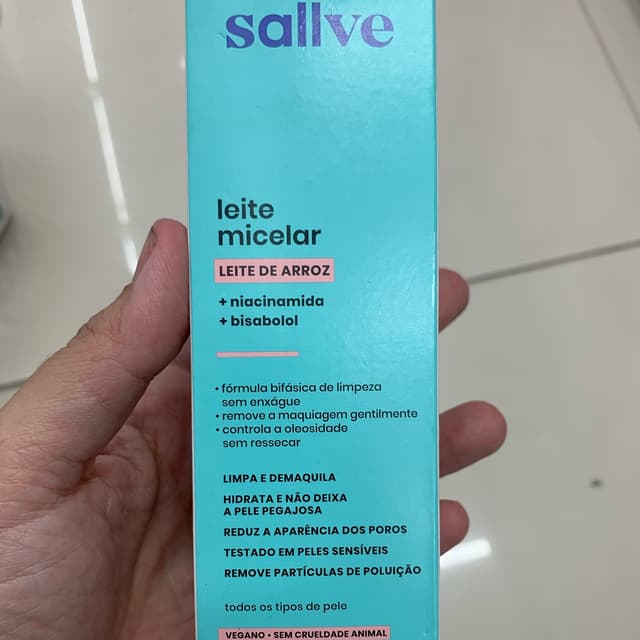 sallve
leite
micelar
LEITE DE ARROZ
+ niacinamida
+ bisabolol
• fórmula bifásica de limpeza
sem enxágue
• remove a maquiagem gentilmente
• controla a oleosidade
sem ressecar
LIMPA E DEMAQUILA
HIDRATA E NÃO DEIXA
A PELE PEGAJOSA
REDUZ A APARÊNCIA DOS POROS
TESTADO EM PELES SENSÍVEIS
REMOVE PARTÍCULAS DE POLUIÇÃO
todos os tipos de pele
VEGANO • SEM CRUELDADE ANIMAL